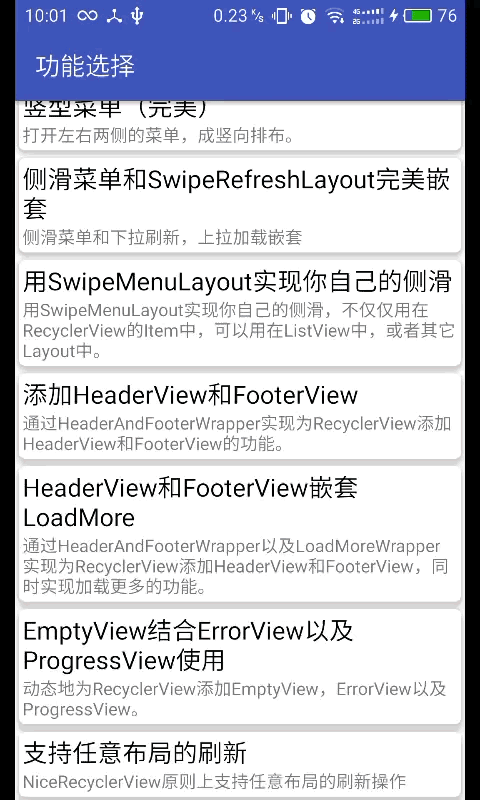 10:01 0.23 K/s 4G 2G 76
功能选择
竖型菜单（完美）
打开左右两侧的菜单，成竖向排布。
侧滑菜单和SwipeRefreshLayout完美嵌
套
侧滑菜单和下拉刷新，上拉加载嵌套
用SwipeMenuLayout实现你自己的侧滑
用SwipeMenuLayout实现你自己的侧滑，不仅仅用在
RecyclerView的Item中，可以用在ListView中，或者其它
Layout中。
添加HeaderView和FooterView
通过HeaderAndFooterWrapper实现为RecyclerView添加
HeaderView和FooterView的功能。
HeaderView和FooterView嵌套
LoadMore
通过HeaderAndFooterWrapper以及LoadMoreWrapper
实现为RecyclerView添加HeaderView和FooterView，同
时实现加载更多的功能。
EmptyView结合ErrorView以及
ProgressView使用
动态地为RecyclerView添加EmptyView，ErrorView以及
ProgressView。
支持任意布局的刷新
NiceRecyclerView原则上支持任意布局的刷新操作